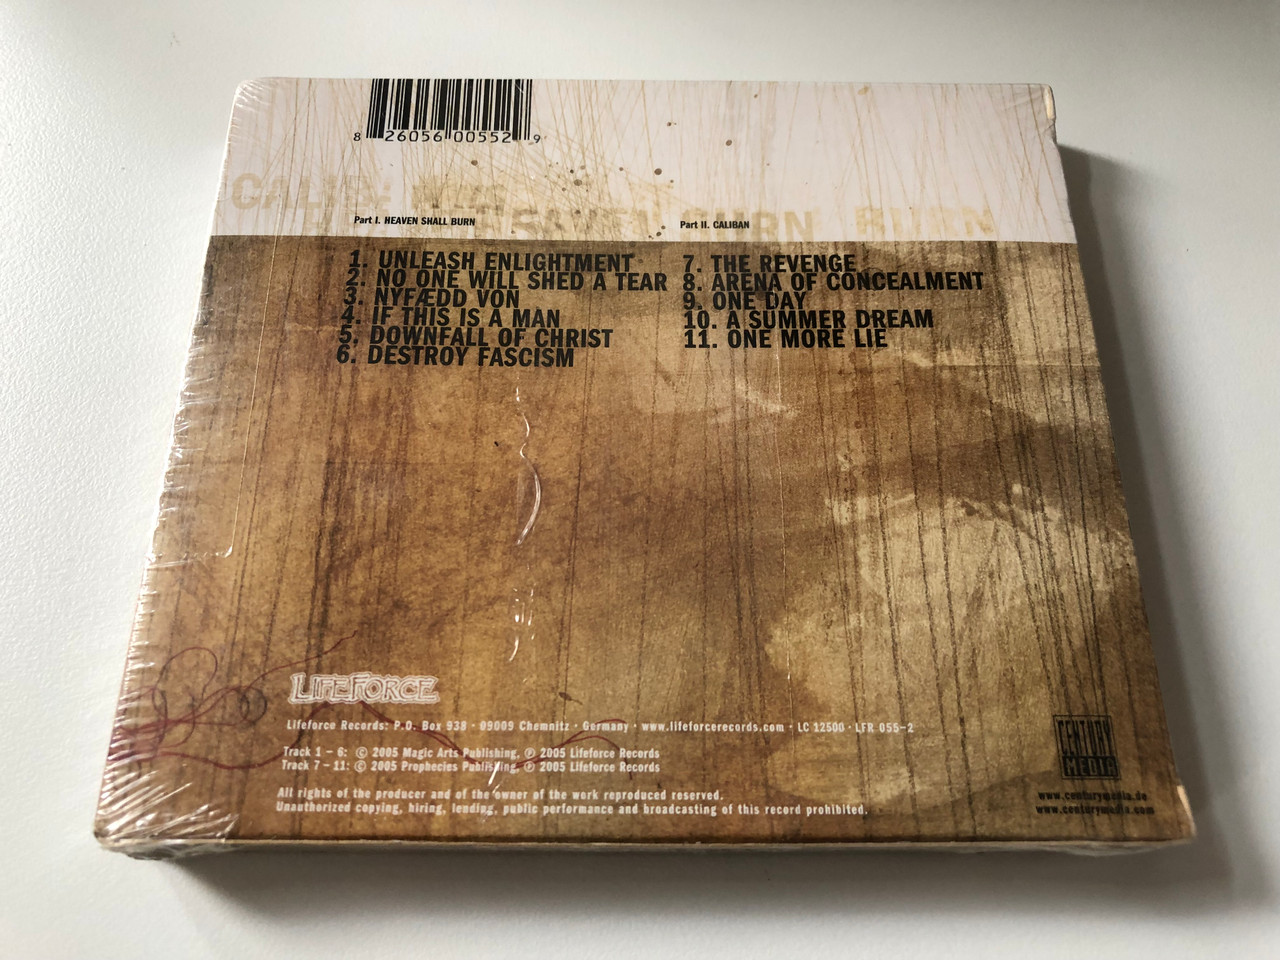 8 26056 00552 9
Part I. HEAVEN SHALL BURN
1. UNLEASH ENLIGHTMENT
2. NO ONE WILL SHED A TEAR
3. NYFÆDD VON
4. IF THIS IS A MAN
5. DOWNFALL OF CHRIST
6. DESTROY FASCISM
Part II. CALIBAN
7. THE REVENGE
8. ARENA OF CONCEALMENT
9. ONE DAY
10. A SUMMER DREAM
11. ONE MORE LIE
LIFEFORCE
Lifeforce Records: P.O. Box 938 · 09009 Chemnitz · Germany · www.lifeforcerecords.com · LC 12500 · LFR 055-2
Track 1 – 6: © 2005 Magic Arts Publishing, ℗ 2005 Lifeforce Records
Track 7 – 11: © 2005 Prophecies Publishing, ℗ 2005 Lifeforce Records
All rights of the producer and of the owner of the work reproduced reserved.
Unauthorized copying, hiring, lending, public performance and broadcasting of this record prohibited.
CENTURY
MEDIA
www.centurymedia.de
www.centurymedia.com